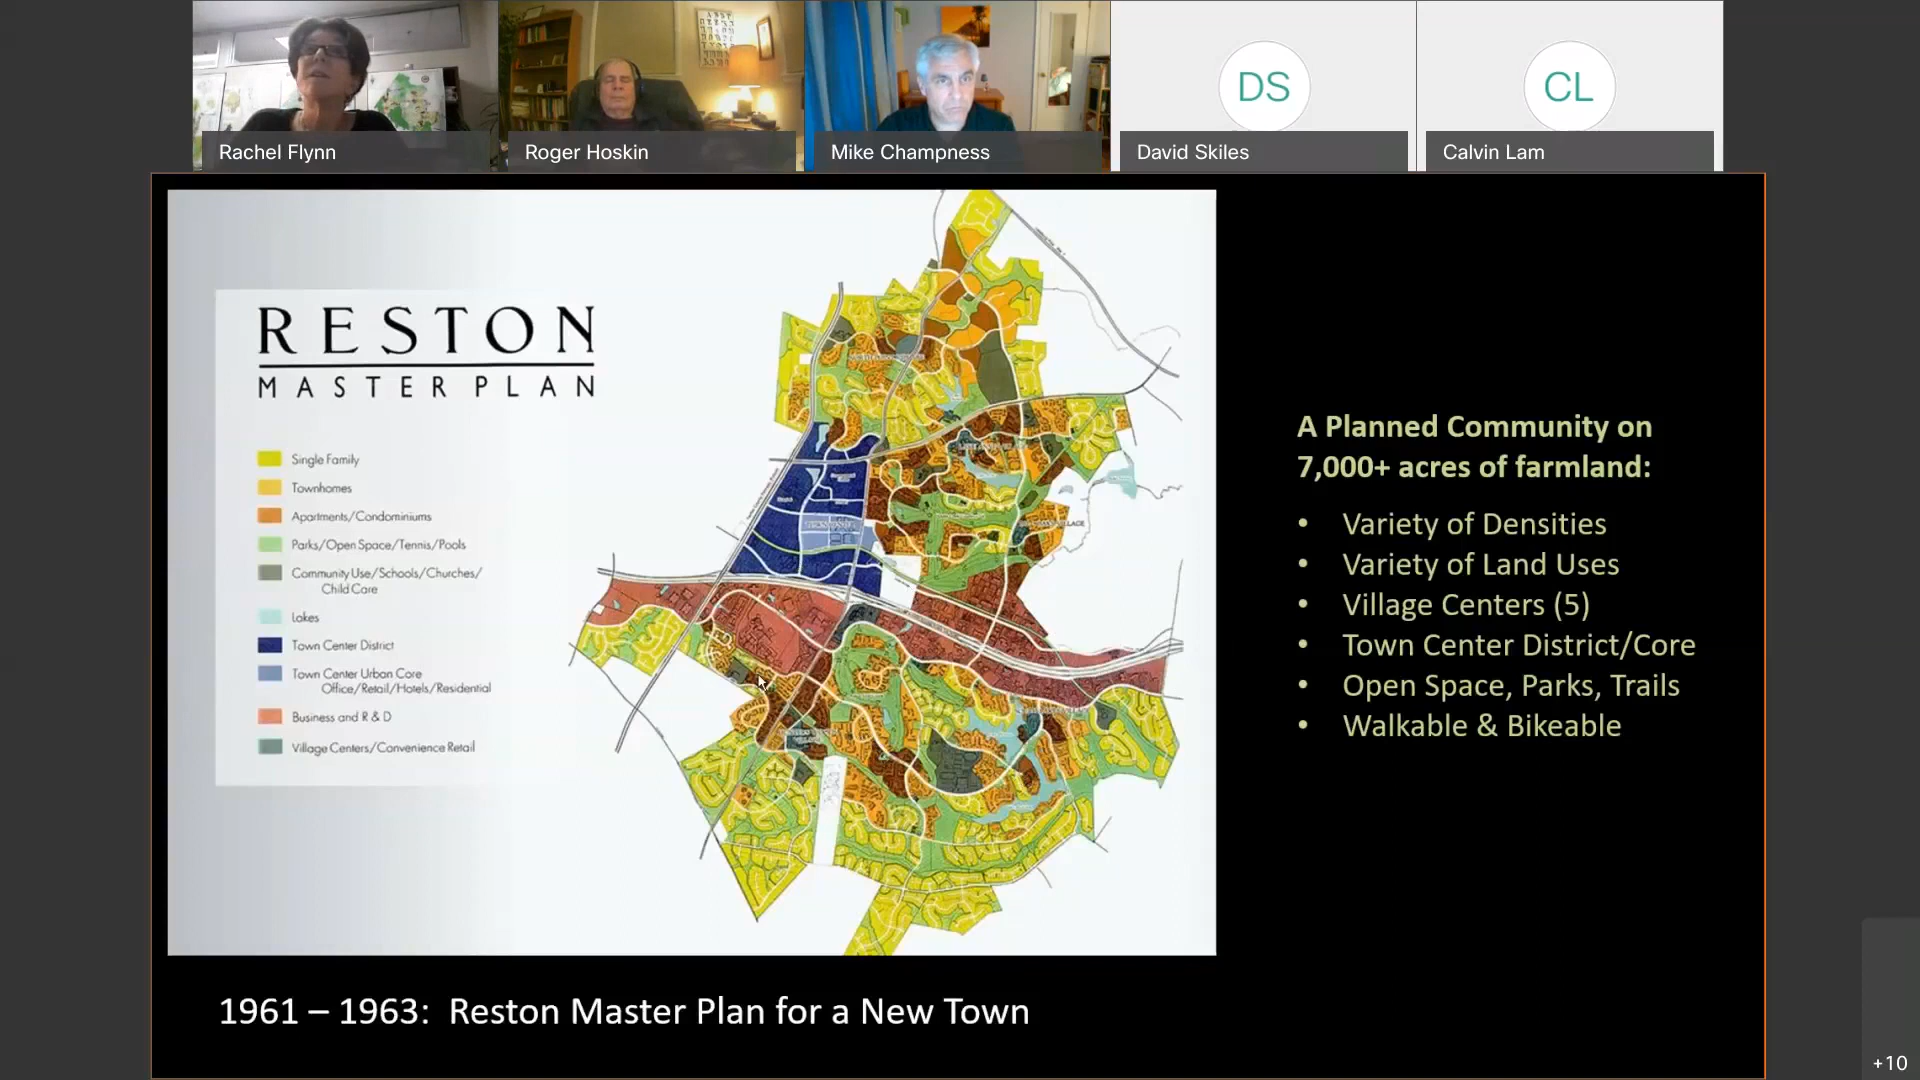 Rachel Flynn
Roger Hoskin
Mike Champness
DS
David Skiles
CL
Calvin Lam
RESTON
MASTER PLAN
Single Family
Townhomes
Apartments/Condominiums
Parks/Open Space/Tennis/Pools
Community Use/Schools/Churches/
Child Care
Lakes
Town Center District
Town Center Urban Core
Office/Retail/Hotels/Residential
Business and R & D
Village Centers/Convenience Retail
A Planned Community on
7,000+ acres of farmland:
• Variety of Densities
• Variety of Land Uses
• Village Centers (5)
• Town Center District/Core
• Open Space, Parks, Trails
• Walkable & Bikeable
1961 – 1963: Reston Master Plan for a New Town
+10